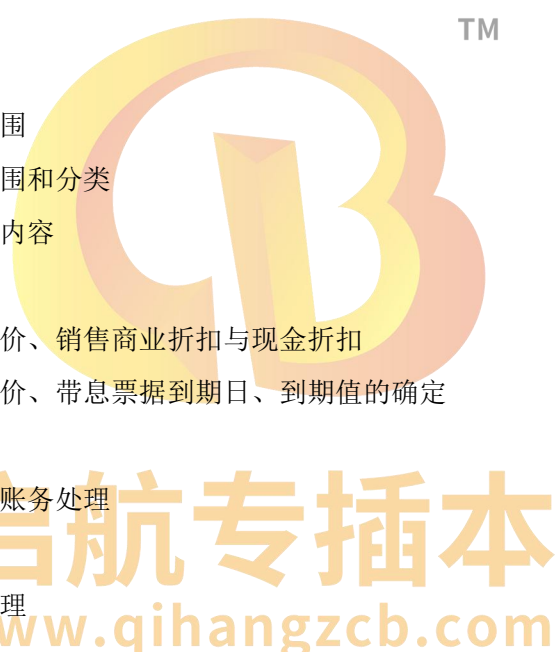 TM
围
围和分类
内容
价、销售商业折扣与现金折扣
价、带息票据到期日、到期值的确定
账务处理
启航专插本
理
www.qihangzcb.com